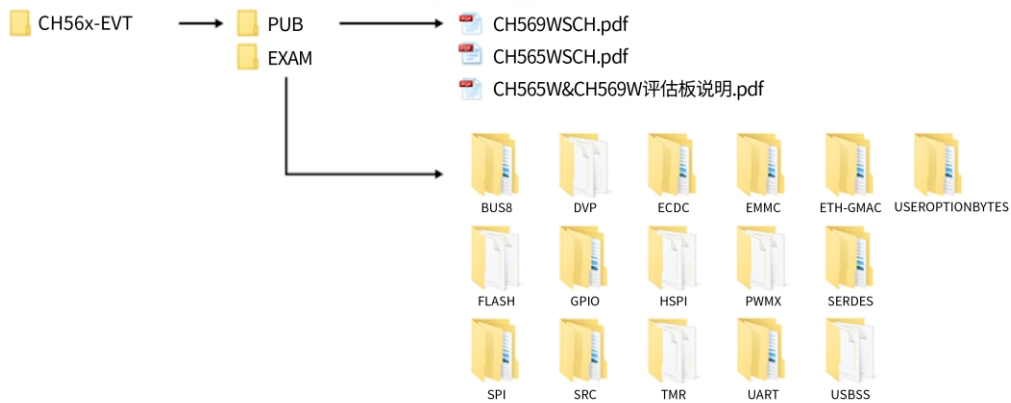 CH56x-EVT
PUB
EXAM
CH569WSCH.pdf
CH565WSCH.pdf
CH565W&CH569W评估板说明.pdf
BUS8
DVP
ECDC
EMMC
ETH-GMAC
USEROPTIONBYTES
FLASH
GPIO
HSPI
PWMX
SERDES
SPI
SRC
TMR
UART
USBSS